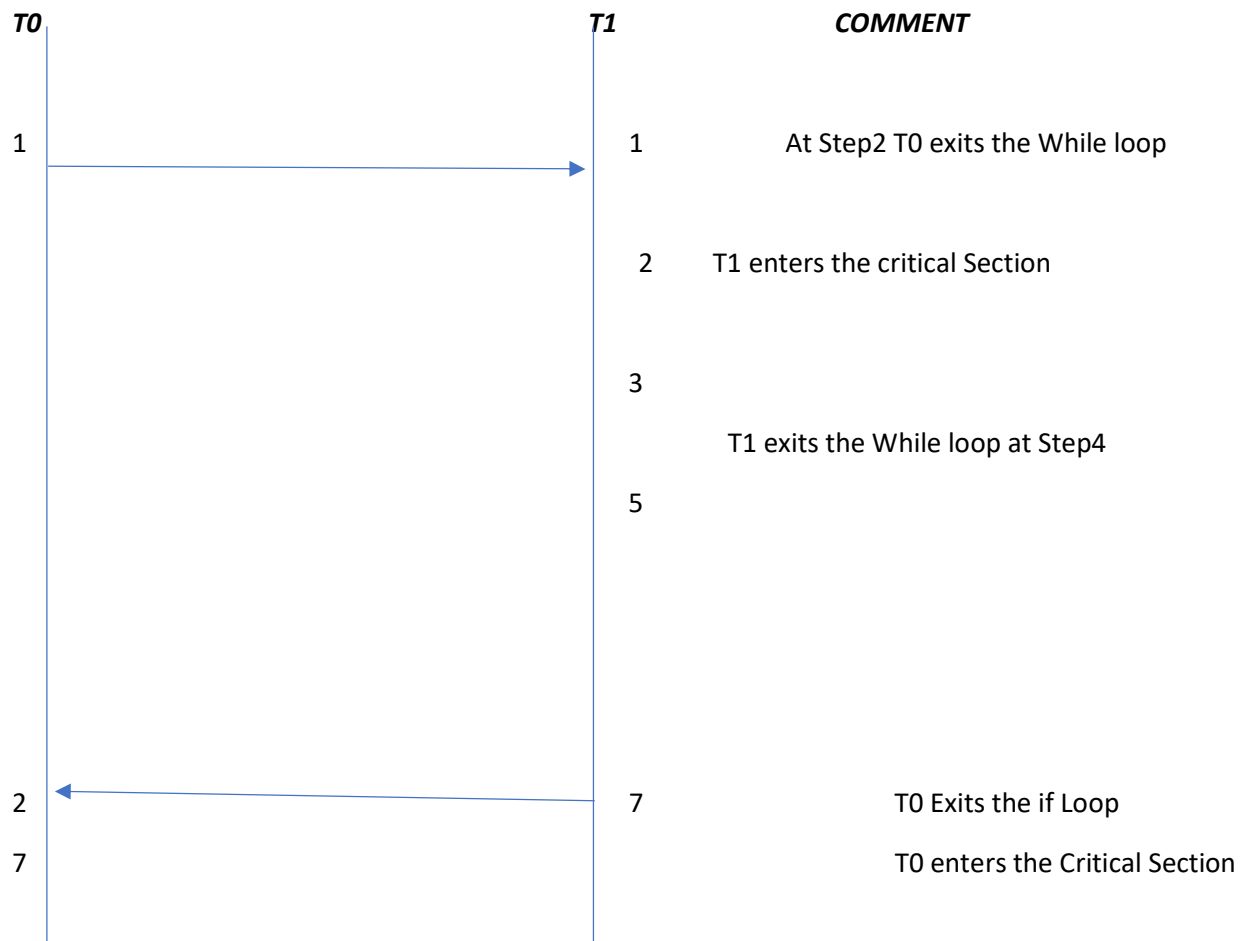 T0 T1 COMMENT
1 1 At Step2 T0 exits the While loop
2 T1 enters the critical Section
3
T1 exits the While loop at Step4
5
2 7 T0 Exits the if Loop
7 T0 enters the Critical Section